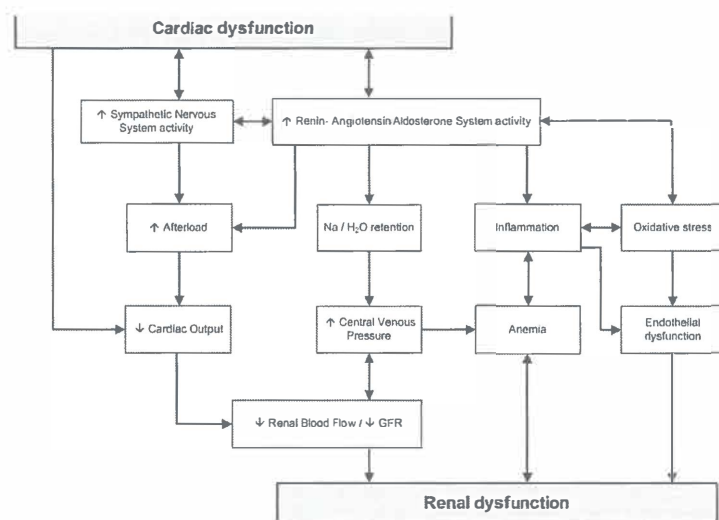 Cardiac dysfunction
↑ Sympathetic Nervous
System activity
↑ Renin- Angiotensin Aldosterone System activity
↑ Afterload
Na / H₂O retention
Inflammation
Oxidative stress
↓ Cardiac Output
↑ Central Venous
Pressure
Anemia
Endothelial
dysfunction
↓ Renal Blood Flow / ↓ GFR
Renal dysfunction